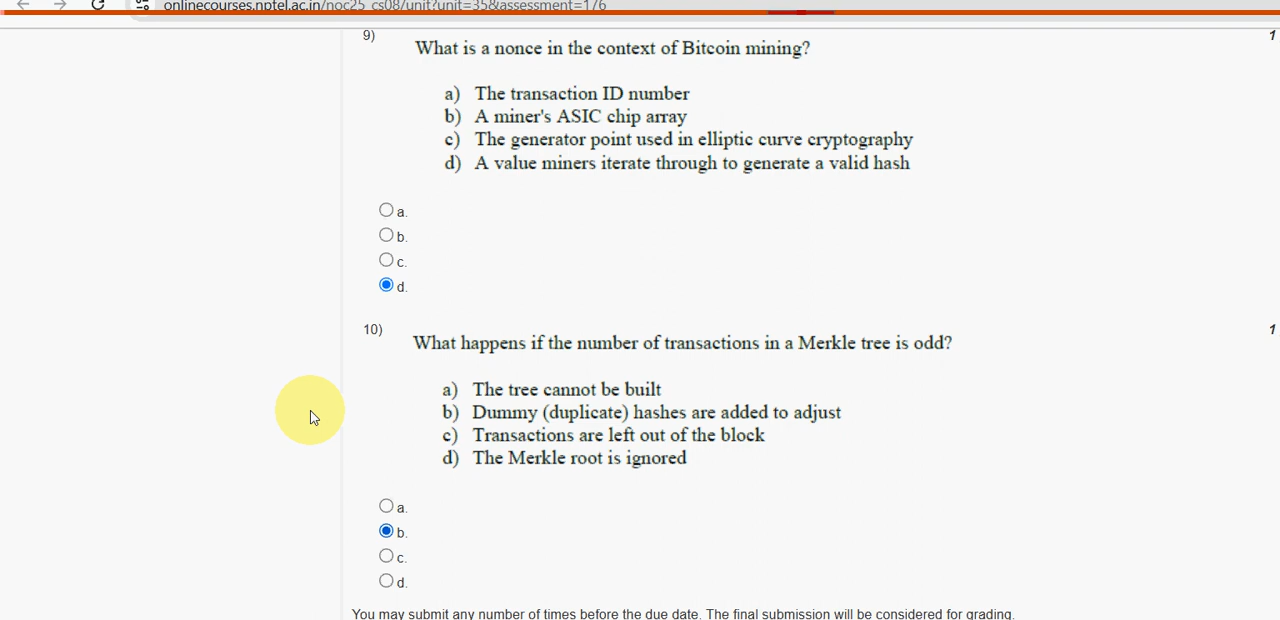 onlinecourses.nptel.ac.in/noc25_cs08/unit?unit=35&assessment=176
9)
1
What is a nonce in the context of Bitcoin mining?
a) The transaction ID number
b) A miner's ASIC chip array
c) The generator point used in elliptic curve cryptography
d) A value miners iterate through to generate a valid hash
a.
b.
c.
d.
10)
1
What happens if the number of transactions in a Merkle tree is odd?
a) The tree cannot be built
b) Dummy (duplicate) hashes are added to adjust
c) Transactions are left out of the block
d) The Merkle root is ignored
a.
b.
c.
d.
You may submit any number of times before the due date. The final submission will be considered for grading.